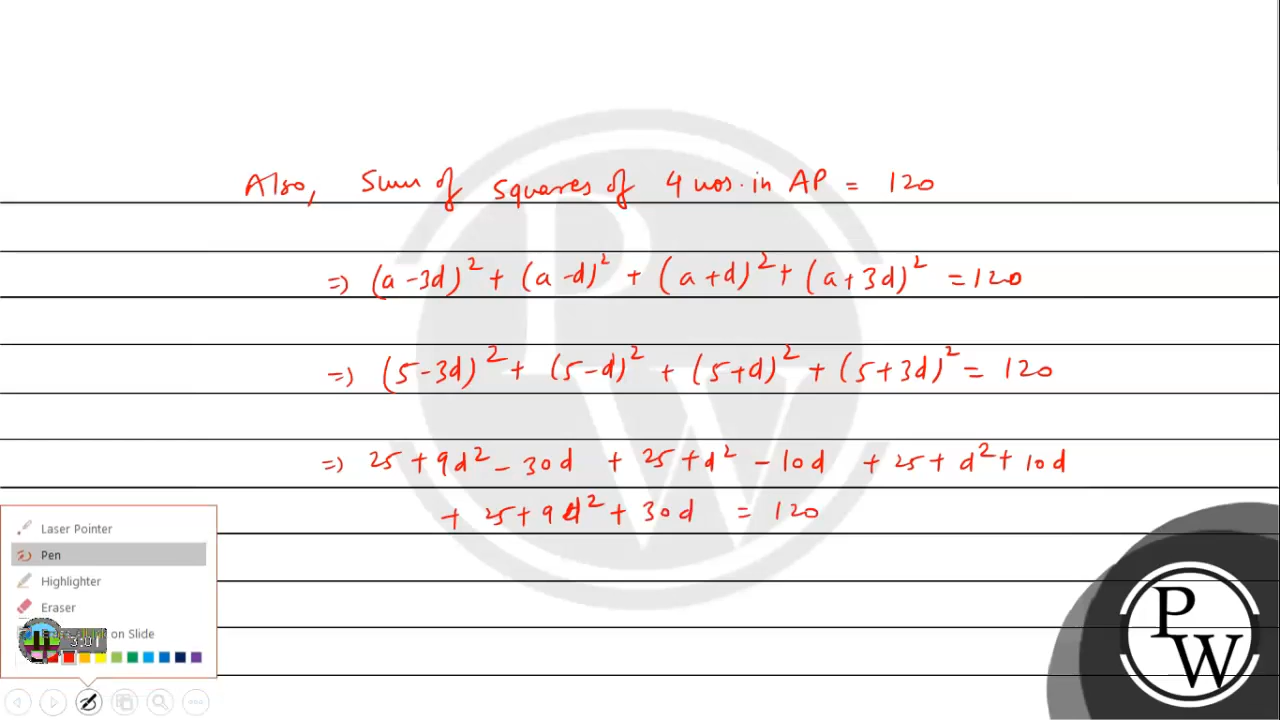 Also, Sum of squares of 4 nos. in AP = 120
=> (a-3d)² + (a-d)² + (a+d)² + (a+3d)² = 120
=> (5-3d)² + (5-d)² + (5+d)² + (5+3d)² = 120
=> 25 + 9d² - 30d + 25 + d² - 10d + 25 + d² + 10d
+ 25 + 9d² + 30d = 120
Laser Pointer
Pen
Highlighter
Eraser
on Slide
3:01
P
W
P
W